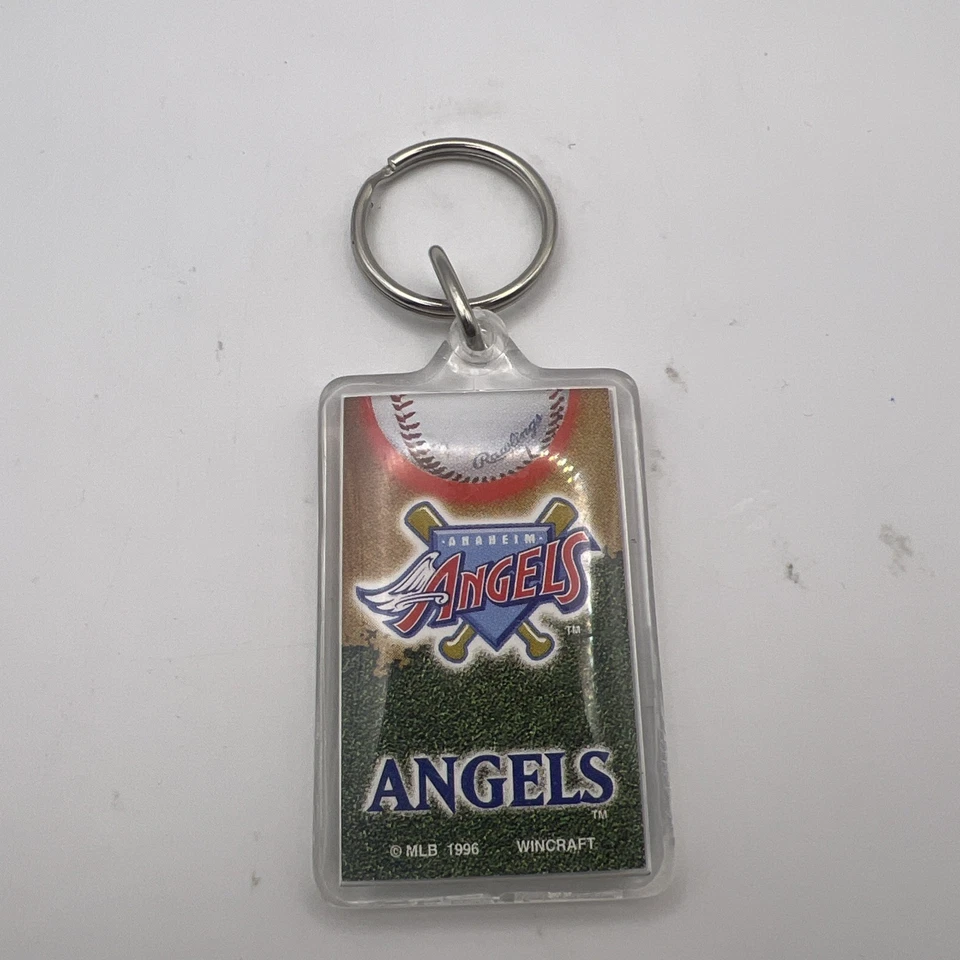 Rawlings
·ANAHEIM·
ANGELS
TM
ANGELS
TM
© MLB 1996 WINCRAFT